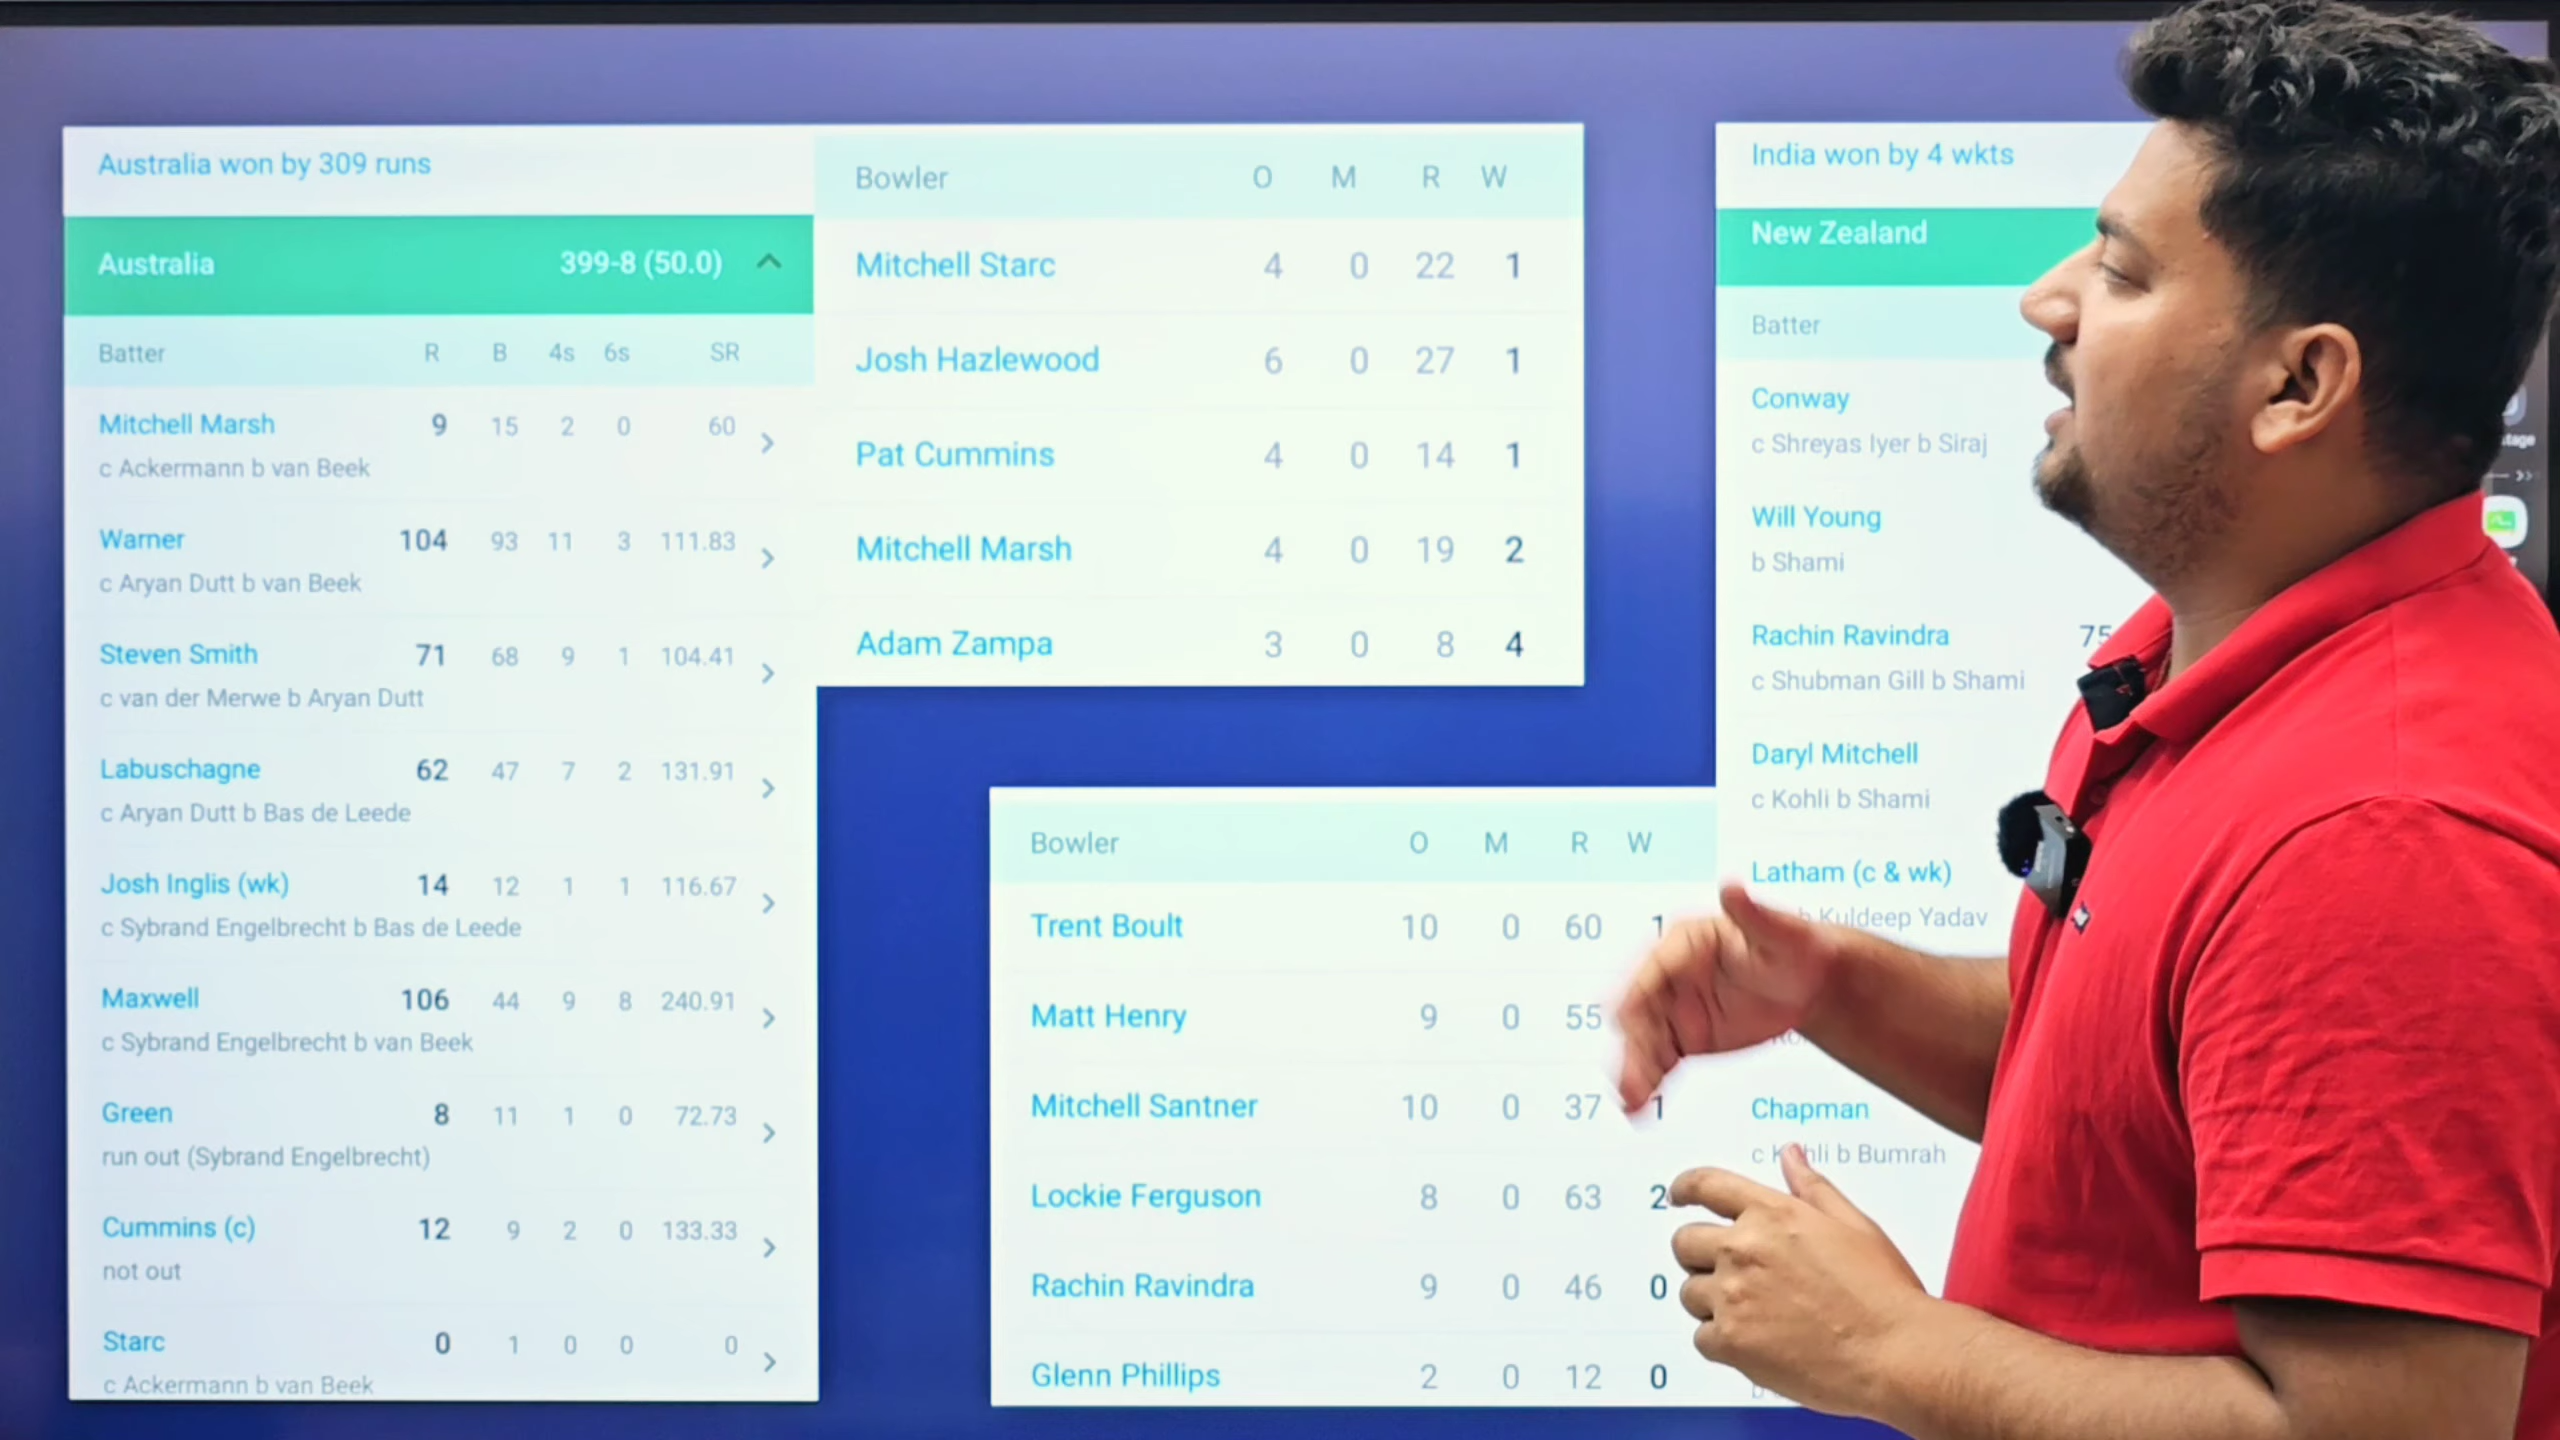 Australia won by 309 runs
Australia 399-8 (50.0)
Batter R B 4s 6s SR
Mitchell Marsh 9 15 2 0 60
c Ackermann b van Beek
Warner 104 93 11 3 111.83
c Aryan Dutt b van Beek
Steven Smith 71 68 9 1 104.41
c van der Merwe b Aryan Dutt
Labuschagne 62 47 7 2 131.91
c Aryan Dutt b Bas de Leede
Josh Inglis (wk) 14 12 1 1 116.67
c Sybrand Engelbrecht b Bas de Leede
Maxwell 106 44 9 8 240.91
c Sybrand Engelbrecht b van Beek
Green 8 11 1 0 72.73
run out (Sybrand Engelbrecht)
Cummins (c) 12 9 2 0 133.33
not out
Starc 0 1 0 0 0
c Ackermann b van Beek
Bowler O M R W
Mitchell Starc 4 0 22 1
Josh Hazlewood 6 0 27 1
Pat Cummins 4 0 14 1
Mitchell Marsh 4 0 19 2
Adam Zampa 3 0 8 4
Bowler O M R W
Trent Boult 10 0 60 1
Matt Henry 9 0 55
Mitchell Santner 10 0 37 1
Lockie Ferguson 8 0 63 2
Rachin Ravindra 9 0 46 0
Glenn Phillips 2 0 12 0
India won by 4 wkts
New Zealand
Batter
Conway
c Shreyas Iyer b Siraj
Will Young
b Shami
Rachin Ravindra 75
c Shubman Gill b Shami
Daryl Mitchell
c Kohli b Shami
Latham (c & wk)
b Kuldeep Yadav
Chapman
c Kohli b Bumrah